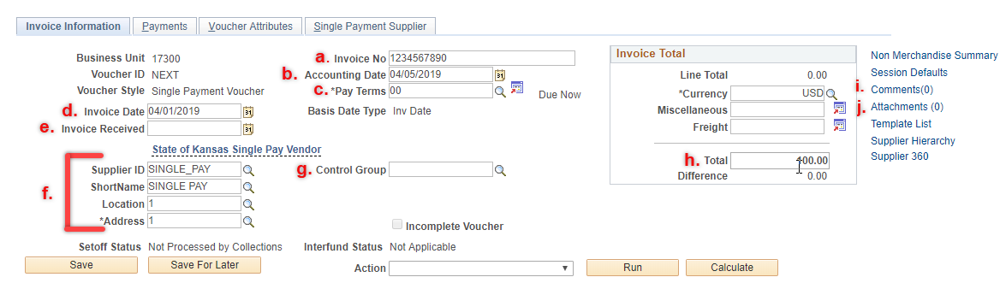 Invoice Information Payments Voucher Attributes Single Payment Supplier
Business Unit 17300 a. Invoice No 1234567890 Invoice Total Non Merchandise Summary
Voucher ID NEXT b. Accounting Date 04/05/2019 31 Line Total 0.00 Session Defaults
Voucher Style Single Payment Voucher c. *Pay Terms 00 Due Now *Currency USD i. Comments(0)
d. Invoice Date 04/01/2019 31 Basis Date Type Inv Date Miscellaneous j. Attachments (0)
e. Invoice Received 31 Freight Template List
State of Kansas Single Pay Vendor Supplier Hierarchy
f. Supplier ID SINGLE_PAY g. Control Group h. Total 100.00 Supplier 360
ShortName SINGLE PAY Difference 0.00
Location 1
*Address 1 Incomplete Voucher
Setoff Status Not Processed by Collections Interfund Status Not Applicable
Save Save For Later Action Run Calculate